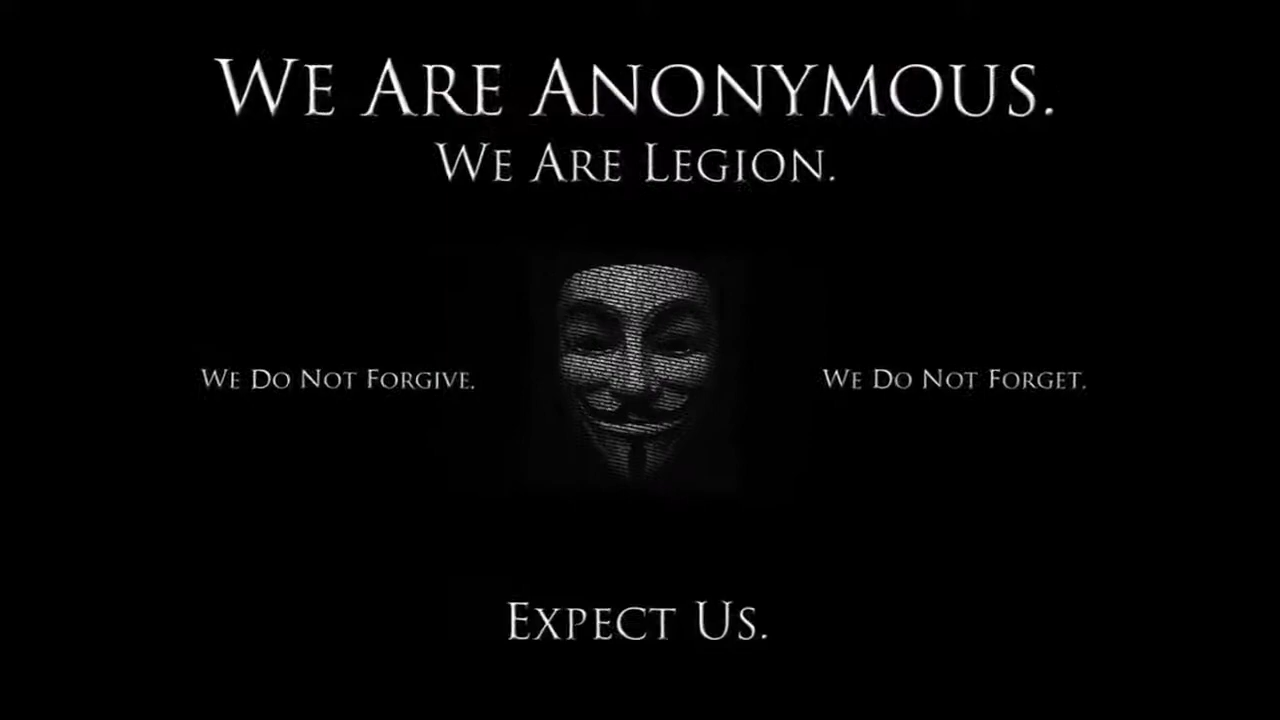 We Are Anonymous.
We Are Legion.
We Do Not Forgive.
We Do Not Forget.
Expect Us.